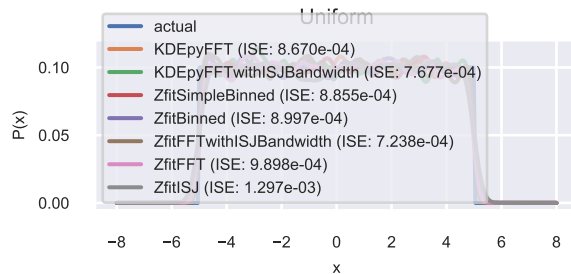 Uniform
actual
KDEpyFFT (ISE: 8.670e-04)
KDEpyFFTwithISJBandwidth (ISE: 7.677e-04)
ZfitSimpleBinned (ISE: 8.855e-04)
ZfitBinned (ISE: 8.997e-04)
ZfitFFTwithISJBandwidth (ISE: 7.238e-04)
ZfitFFT (ISE: 9.898e-04)
ZfitISJ (ISE: 1.297e-03)
P(x)
0.10
0.05
0.00
−8 −6 −4 −2 0 2 4 6 8
x